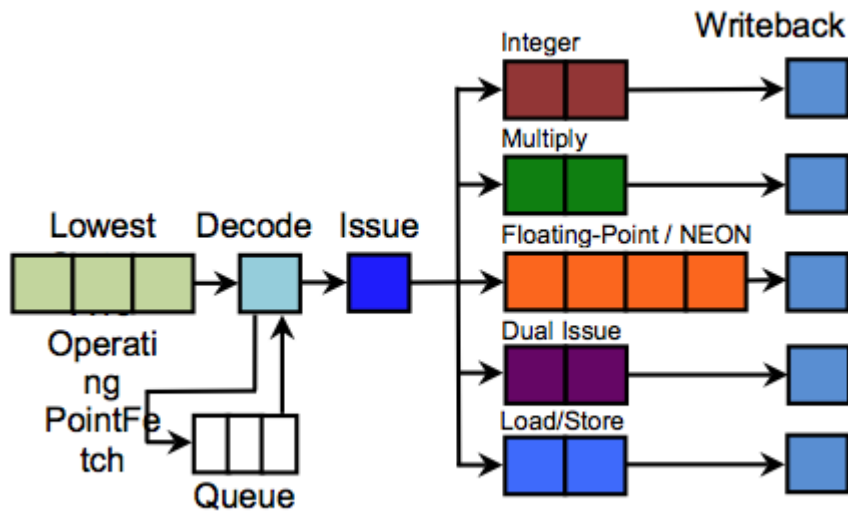 Writeback
Integer
Multiply
Lowest
Decode
Issue
Floating-Point / NEON
Operati
ng
PointFe
tch
Queue
Dual Issue
Load/Store